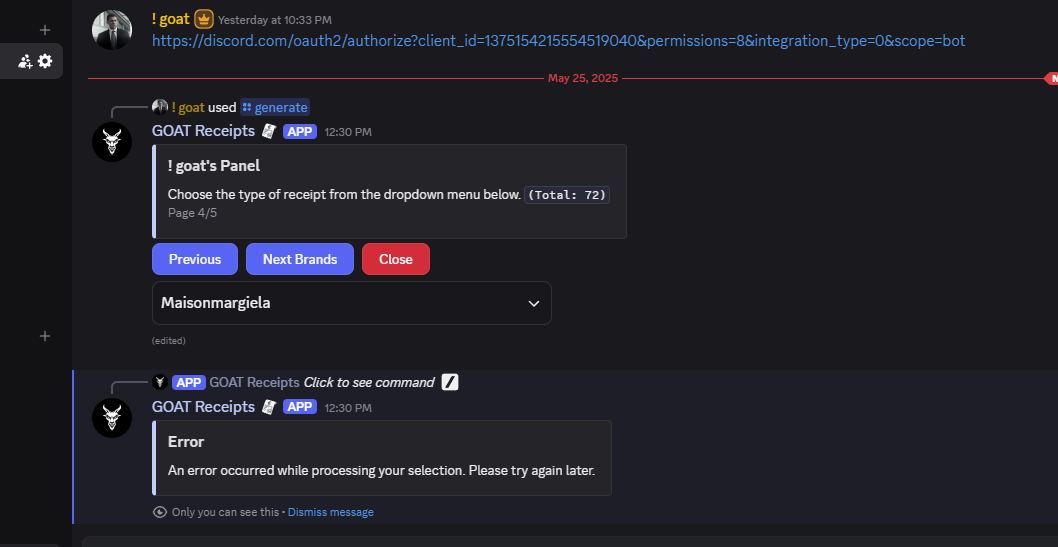 ! goat Yesterday at 10:33 PM
https://discord.com/oauth2/authorize?client_id=1375154215554519040&permissions=8&integration_type=0&scope=bot
May 25, 2025
! goat used generate
GOAT Receipts APP 12:30 PM
! goat's Panel
Choose the type of receipt from the dropdown menu below. (Total: 72)
Page 4/5
Previous Next Brands Close
Maisonmargiela
(edited)
APP GOAT Receipts Click to see command
GOAT Receipts APP 12:30 PM
Error
An error occurred while processing your selection. Please try again later.
Only you can see this • Dismiss message